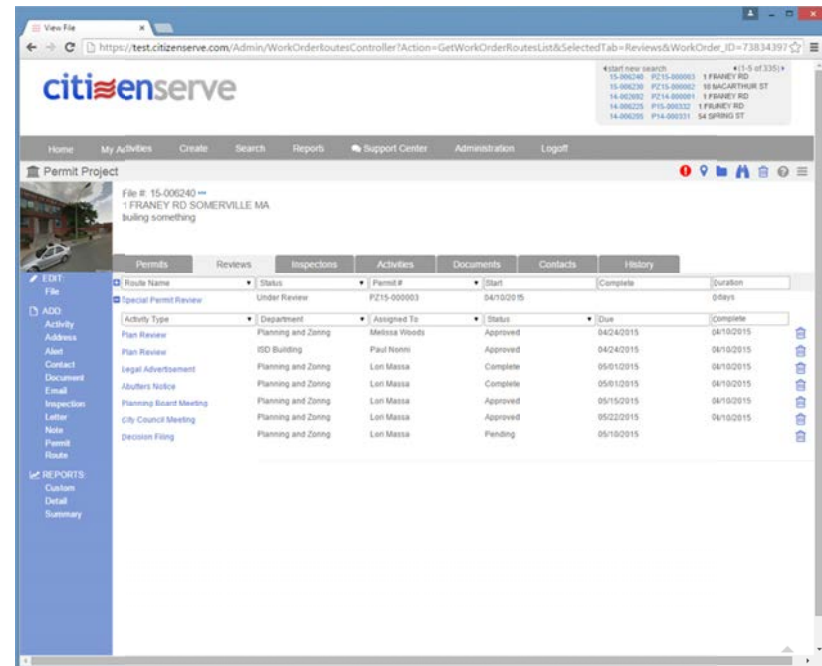 View File
https://test.citizenserve.com/Admin/WorkOrderRoutesController?Action=GetWorkOrderRoutesList&SelectedTab=Reviews&WorkOrder_ID=73834397
citizenserve
start new search (1-5 of 335)
15-006240 PZ15-000003 1 FRANEY RD
15-006230 PZ15-000002 10 MACARTHUR ST
14-002692 PZ14-000001 1 FRANEY RD
14-006225 P15-000332 1 FRANEY RD
14-006205 P14-000331 54 SPRING ST
Home My Activities Create Search Reports Support Center Administration Logoff
Permit Project
File #: 15-006240
1 FRANEY RD SOMERVILLE MA
builing something
Permits Reviews Inspectons Activities Documents Contacts History
EDIT:
File
ADD:
Activity
Address
Alert
Contact
Document
Email
Inspection
Letter
Note
Permit
Route
REPORTS:
Custom
Detail
Summary
Route Name Status Permit # Start Complete Duration
Special Permit Review Under Review PZ15-000003 04/10/2015 0days
Activity Type Department Assigned To Status Due Complete
Plan Review Planning and Zonng Melissa Woods Approved 04/24/2015 04/10/2015
Plan Review ISD Building Paul Nonni Approved 04/24/2015 04/10/2015
Legal Advertisement Planning and Zonng Lori Massa Complete 05/01/2015 04/10/2015
Abutters Notice Planning and Zonng Lori Massa Complete 05/01/2015 04/10/2015
Planning Board Meeting Planning and Zonng Lori Massa Approved 05/15/2015 04/10/2015
City Council Meeting Planning and Zonng Lori Massa Approved 05/22/2015 04/10/2015
Decision Filing Planning and Zonng Lori Massa Pending 05/10/2015